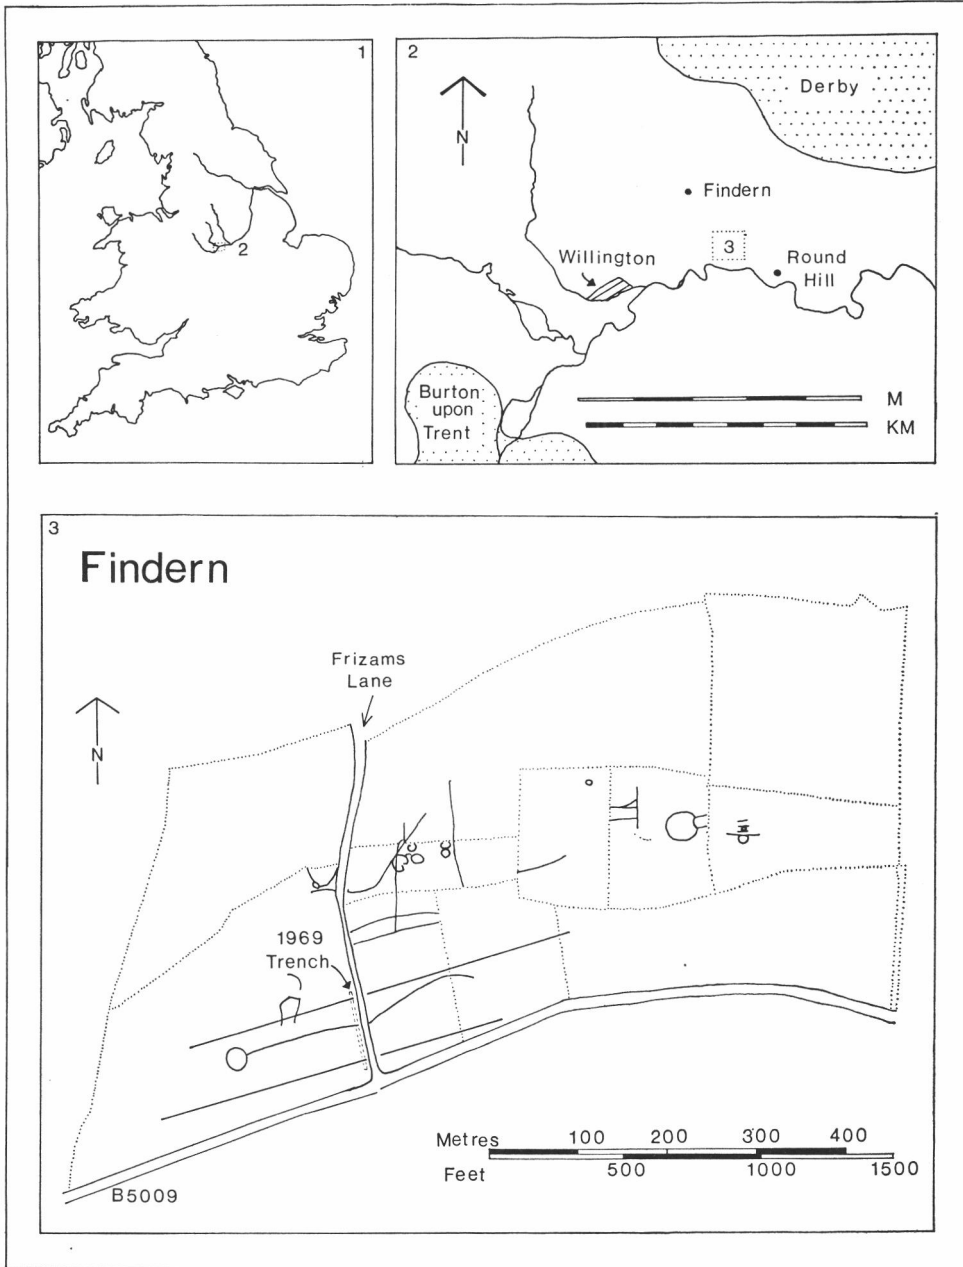 1
2
2
Derby
N
Findern
3
Willington
Round
Hill
Burton
upon
Trent
M
KM
3
Findern
Frizams
Lane
N
1969
Trench
Metres 100 200 300 400
Feet 500 1000 1500
B5009